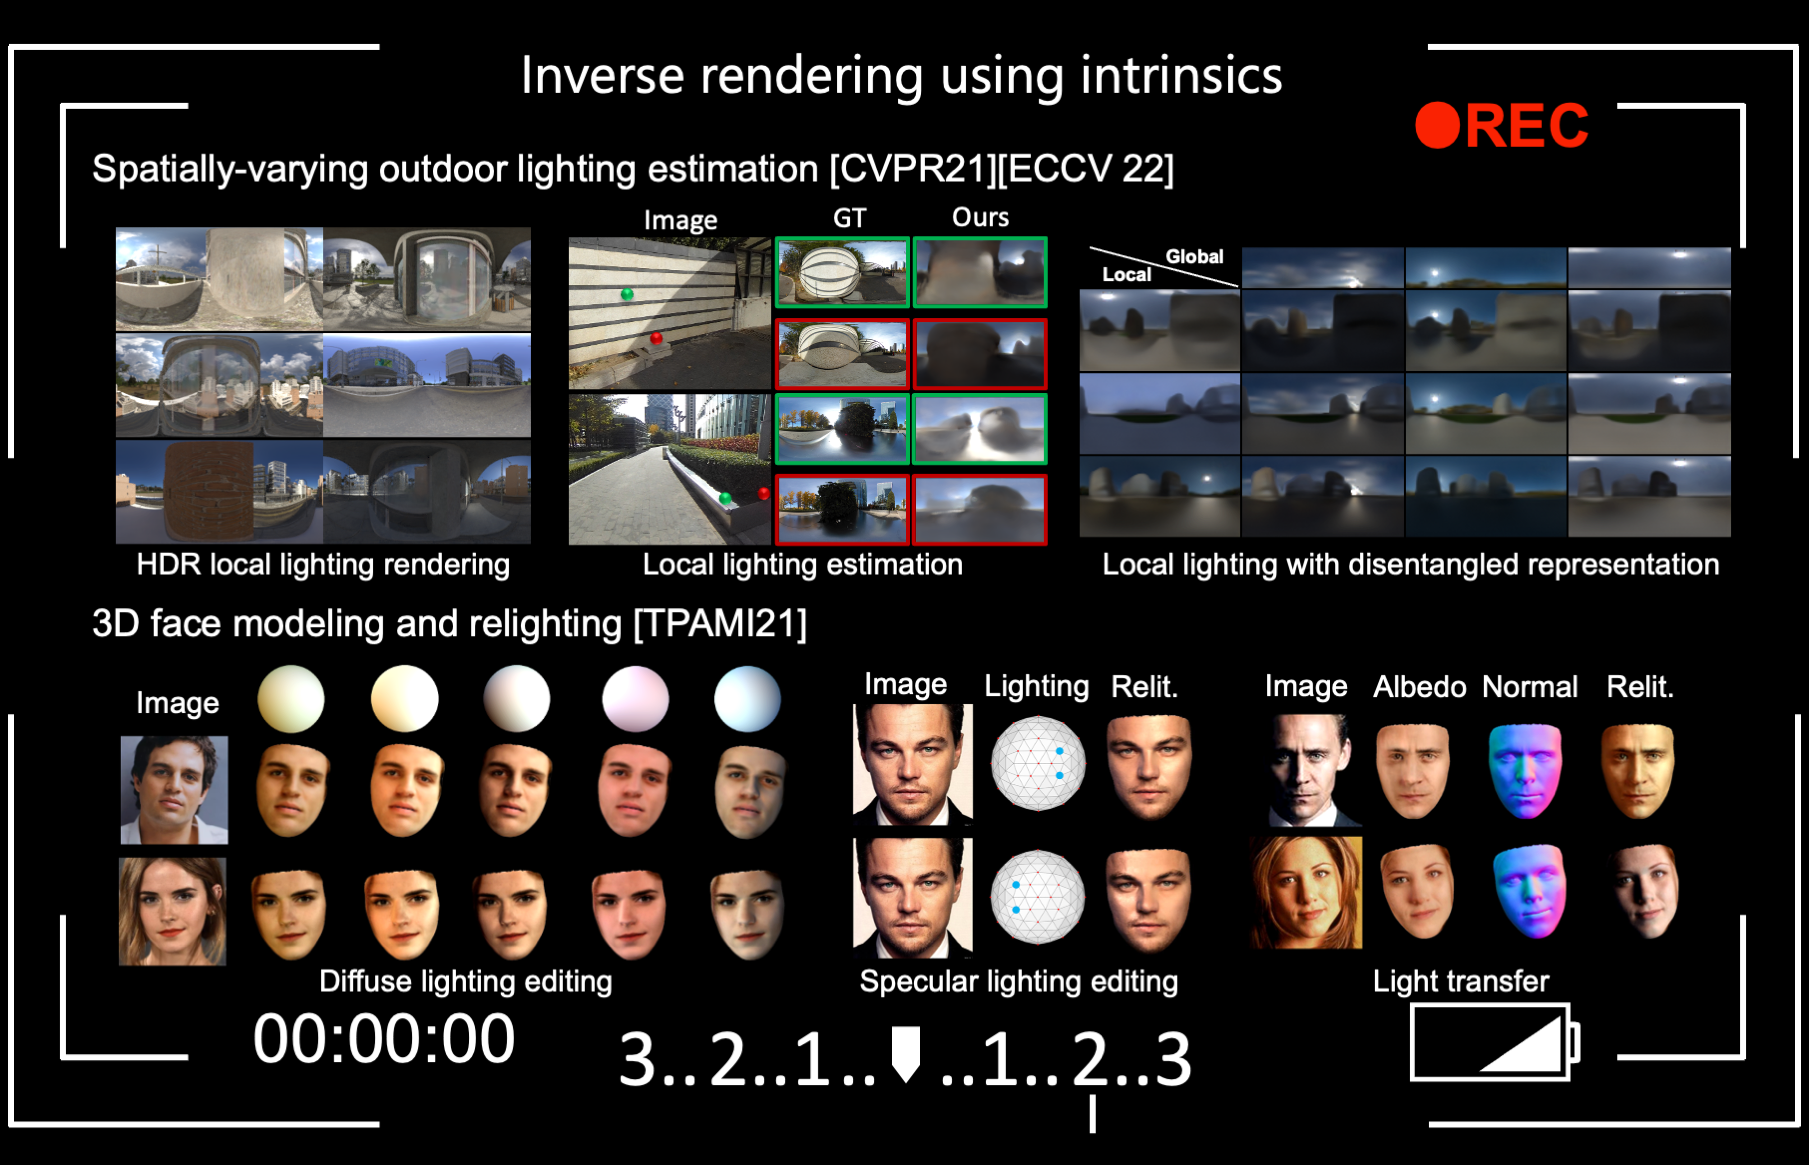 Inverse rendering using intrinsics
REC
Spatially-varying outdoor lighting estimation [CVPR21][ECCV 22]
Image
GT
Ours
Global
Local
HDR local lighting rendering
Local lighting estimation
Local lighting with disentangled representation
3D face modeling and relighting [TPAMI21]
Image
Image Lighting Relit.
Image Albedo Normal Relit.
Diffuse lighting editing
Specular lighting editing
Light transfer
00:00:00
3..2..1.. ..1..2..3